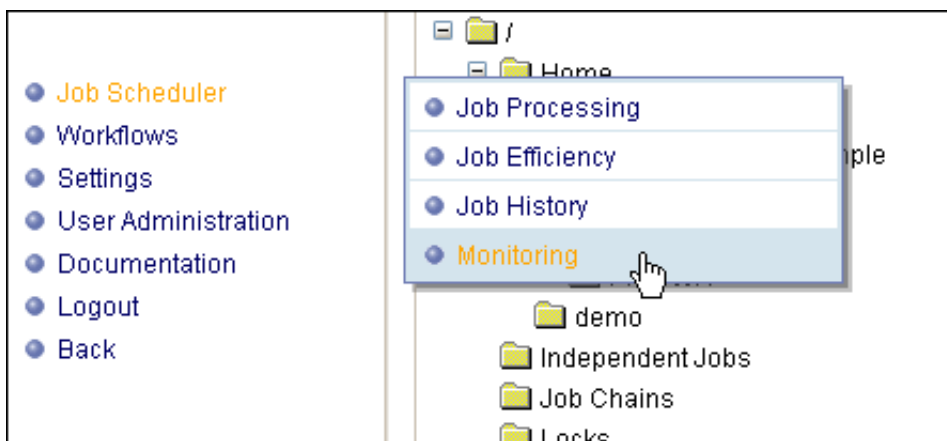 Job Scheduler
Workflows
Settings
User Administration
Documentation
Logout
Back
/
Home
Job Processing
Job Efficiency
Job History
Monitoring
demo
Independent Jobs
Job Chains
Locks